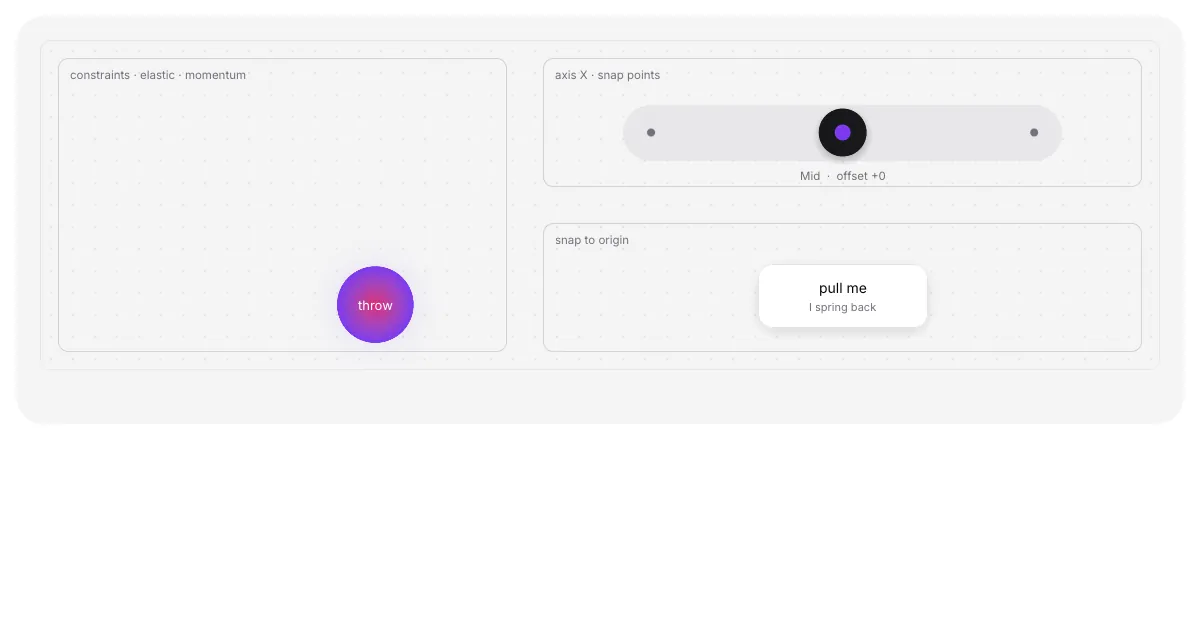 constraints · elastic · momentum
throw
axis X · snap points
Mid · offset +0
snap to origin
pull me
I spring back